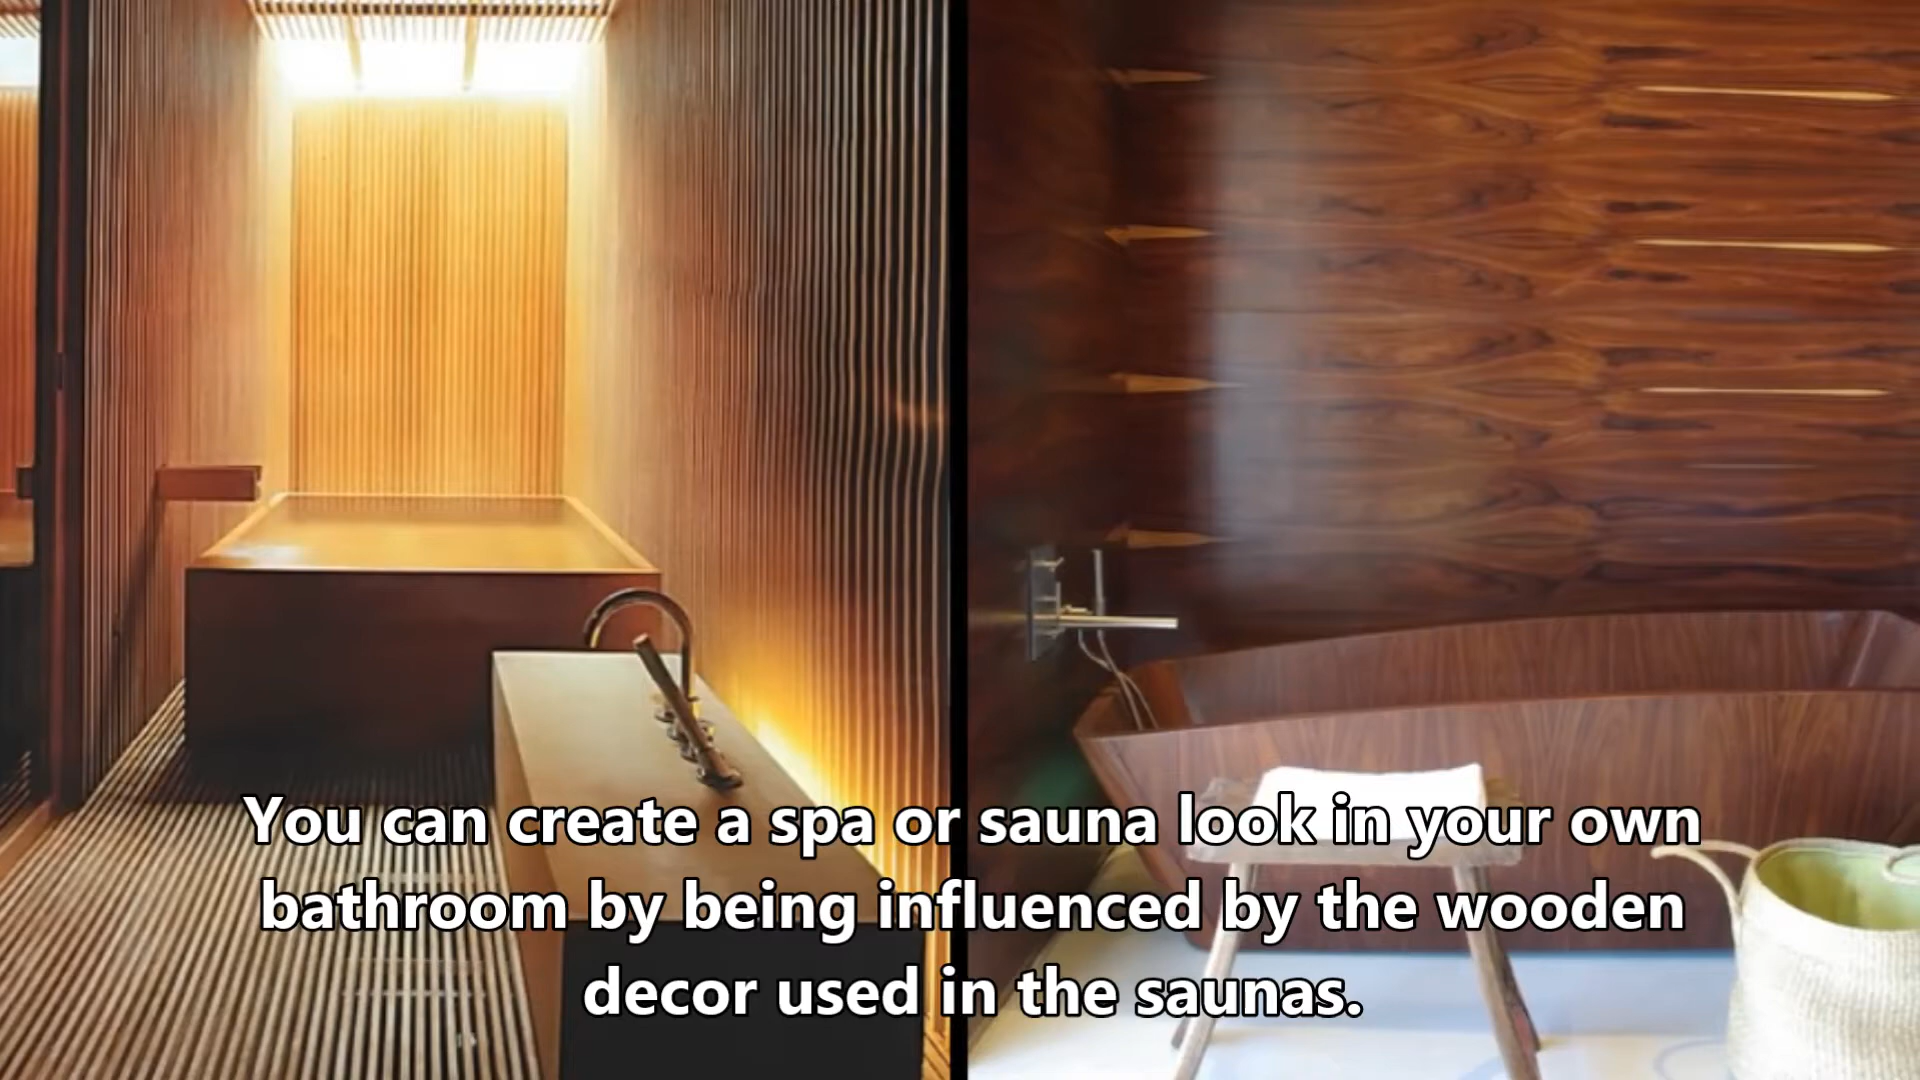 You can create a spa or sauna look in your own
bathroom by being influenced by the wooden
decor used in the saunas.